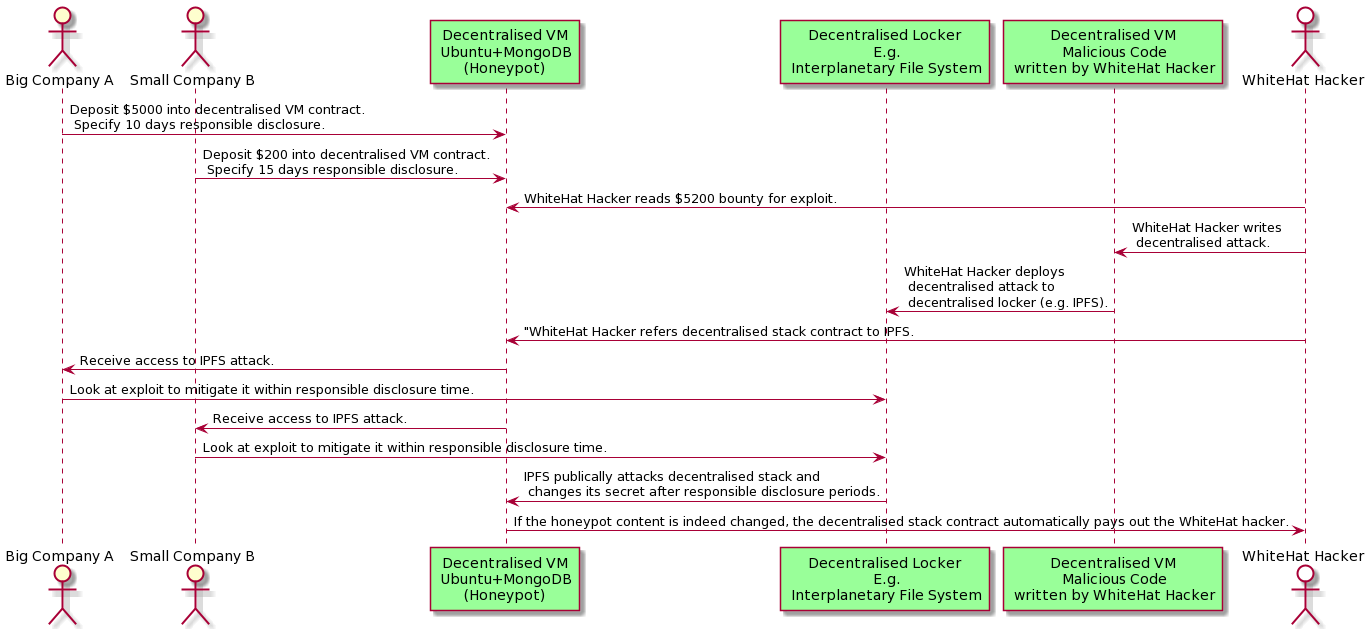 Big Company A
Small Company B
Decentralised VM
Ubuntu+MongoDB
(Honeypot)
Decentralised Locker
E.g.
Interplanetary File System
Decentralised VM
Malicious Code
written by WhiteHat Hacker
WhiteHat Hacker
Deposit $5000 into decentralised VM contract.
Specify 10 days responsible disclosure.
Deposit $200 into decentralised VM contract.
Specify 15 days responsible disclosure.
WhiteHat Hacker reads $5200 bounty for exploit.
WhiteHat Hacker writes
decentralised attack.
WhiteHat Hacker deploys
decentralised attack to
decentralised locker (e.g. IPFS).
"WhiteHat Hacker refers decentralised stack contract to IPFS.
Receive access to IPFS attack.
Look at exploit to mitigate it within responsible disclosure time.
Receive access to IPFS attack.
Look at exploit to mitigate it within responsible disclosure time.
IPFS publically attacks decentralised stack and
changes its secret after responsible disclosure periods.
If the honeypot content is indeed changed, the decentralised stack contract automatically pays out the WhiteHat hacker.
Big Company A
Small Company B
Decentralised VM
Ubuntu+MongoDB
(Honeypot)
Decentralised Locker
E.g.
Interplanetary File System
Decentralised VM
Malicious Code
written by WhiteHat Hacker
WhiteHat Hacker